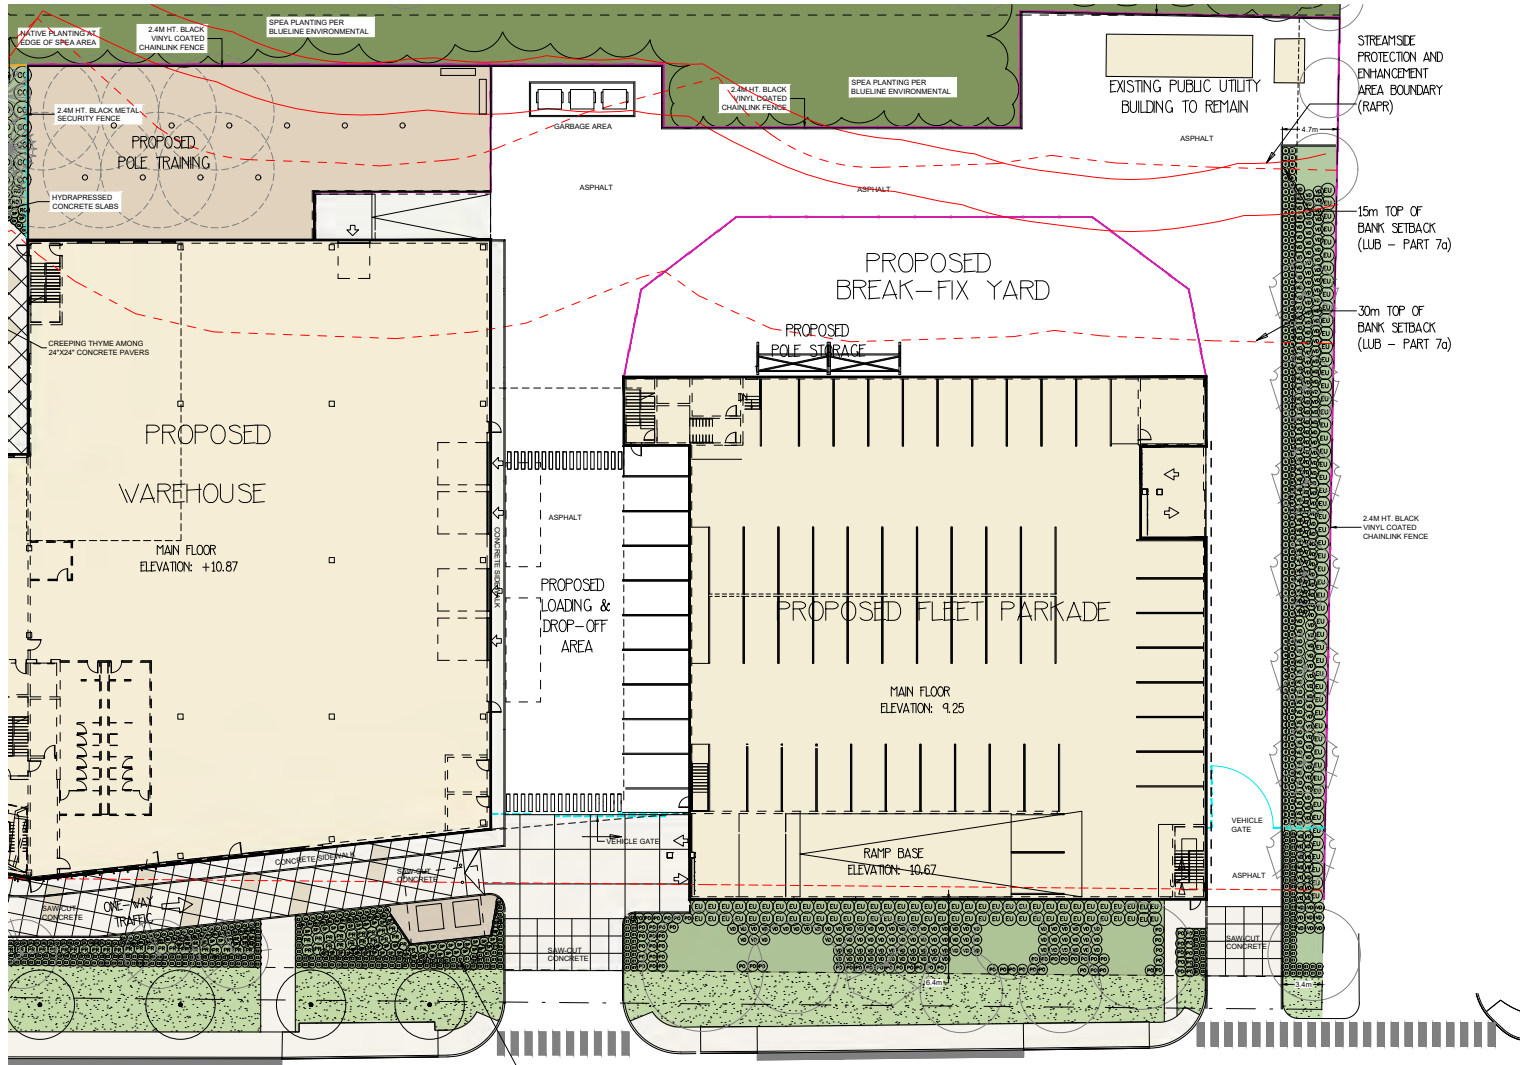 NATIVE PLANTING AT
EDGE OF SPEA AREA
2.4M HT. BLACK
VINYL COATED
CHAINLINK FENCE
SPEA PLANTING PER
BLUELINE ENVIRONMENTAL
2.4M HT. BLACK METAL
SECURITY FENCE
PROPOSED
POLE TRAINING
HYDRAPRESSED
CONCRETE SLABS
GARBAGE AREA
2.4M HT. BLACK
VINYL COATED
CHAINLINK FENCE
SPEA PLANTING PER
BLUELINE ENVIRONMENTAL
EXISTING PUBLIC UTILITY
BUILDING TO REMAIN
STREAMSIDE
PROTECTION AND
ENHANCEMENT
AREA BOUNDARY
(RAPR)
4.7m
ASPHALT
ASPHALT
ASPHALT
15m TOP OF
BANK SETBACK
(LUB – PART 7a)
PROPOSED
BREAK–FIX YARD
30m TOP OF
BANK SETBACK
(LUB – PART 7a)
PROPOSED
POLE STORAGE
CREEPING THYME AMONG
24"X24" CONCRETE PAVERS
PROPOSED
WAREHOUSE
MAIN FLOOR
ELEVATION: +10.87
ASPHALT
CONCRETE SIDEWALK
PROPOSED
LOADING &
DROP–OFF
AREA
2.4M HT. BLACK
VINYL COATED
CHAINLINK FENCE
PROPOSED FLEET PARKADE
MAIN FLOOR
ELEVATION: 9.25
VEHICLE
GATE
VEHICLE GATE
RAMP BASE
ELEVATION: 10.67
ASPHALT
CONCRETE SIDEWALK
SAW-CUT
CONCRETE
SAW-CUT
CONCRETE
ONE–WAY
TRAFFIC
SAW-CUT
CONCRETE
SAW-CUT
CONCRETE
6.4m
3.4m